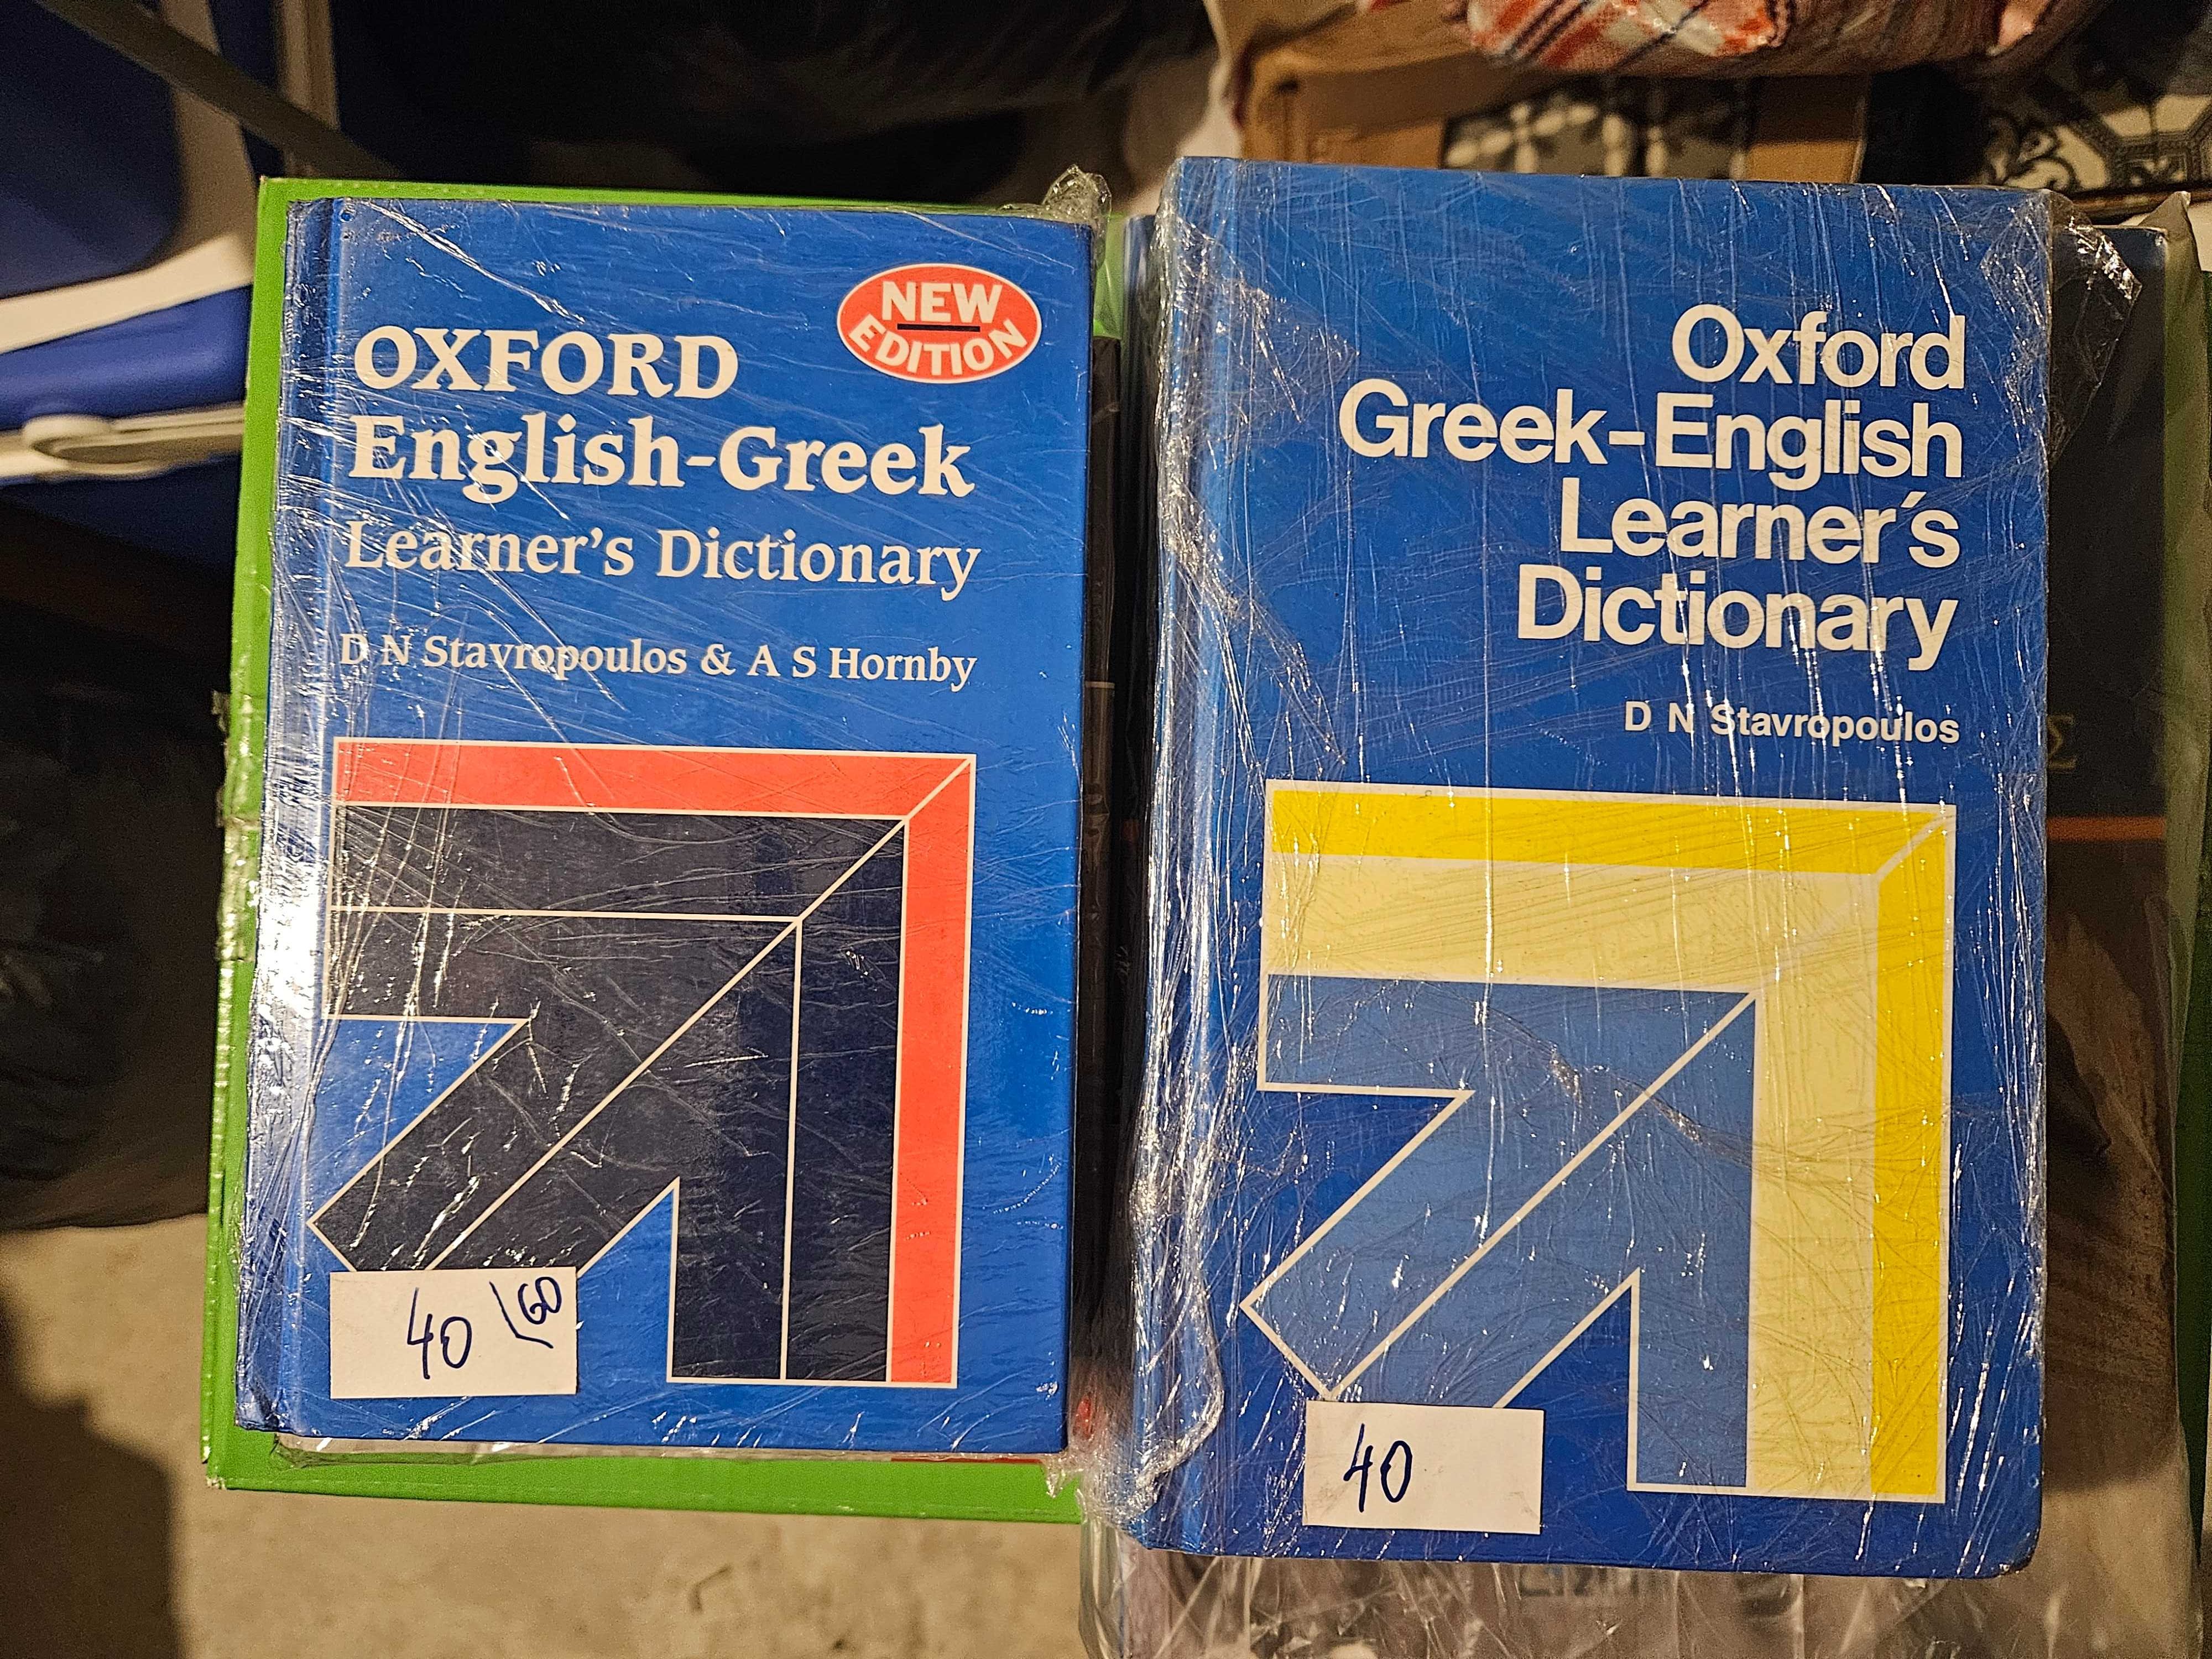 NEW
EDITION
OXFORD
English-Greek
Learner's Dictionary
D N Stavropoulos & A S Hornby
40
60
Oxford
Greek-English
Learner's
Dictionary
D N Stavropoulos
40
Σ